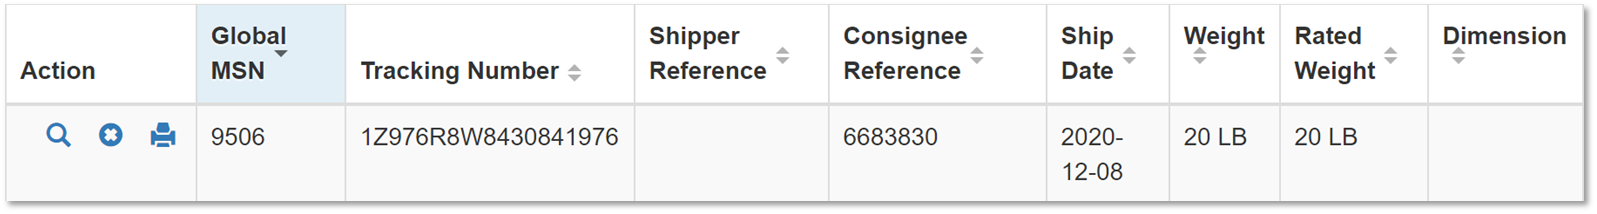 Action
Global
MSN
Tracking Number
Shipper
Reference
Consignee
Reference
Ship
Date
Weight
Rated
Weight
Dimension
9506
1Z976R8W8430841976
6683830
2020-
12-08
20 LB
20 LB